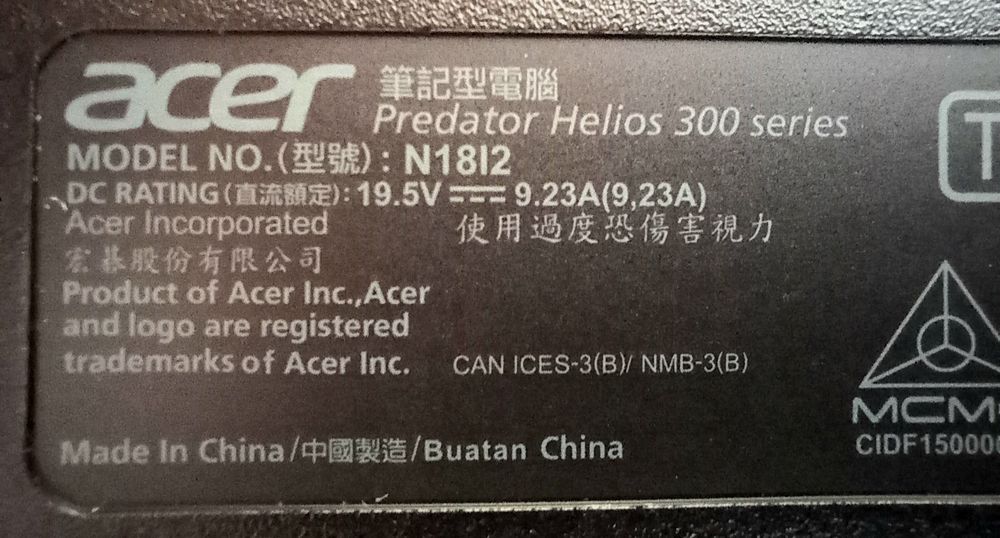 acer 筆記型電腦
Predator Helios 300 series
MODEL NO.(型號): N18I2
DC RATING(直流額定): 19.5V 9.23A(9,23A)
Acer Incorporated 使用過度恐傷害視力
宏碁股份有限公司
Product of Acer Inc.,Acer
and logo are registered
trademarks of Acer Inc. CAN ICES-3(B)/ NMB-3(B)
Made In China/中國製造/Buatan China
T
MCM
CIDF15000